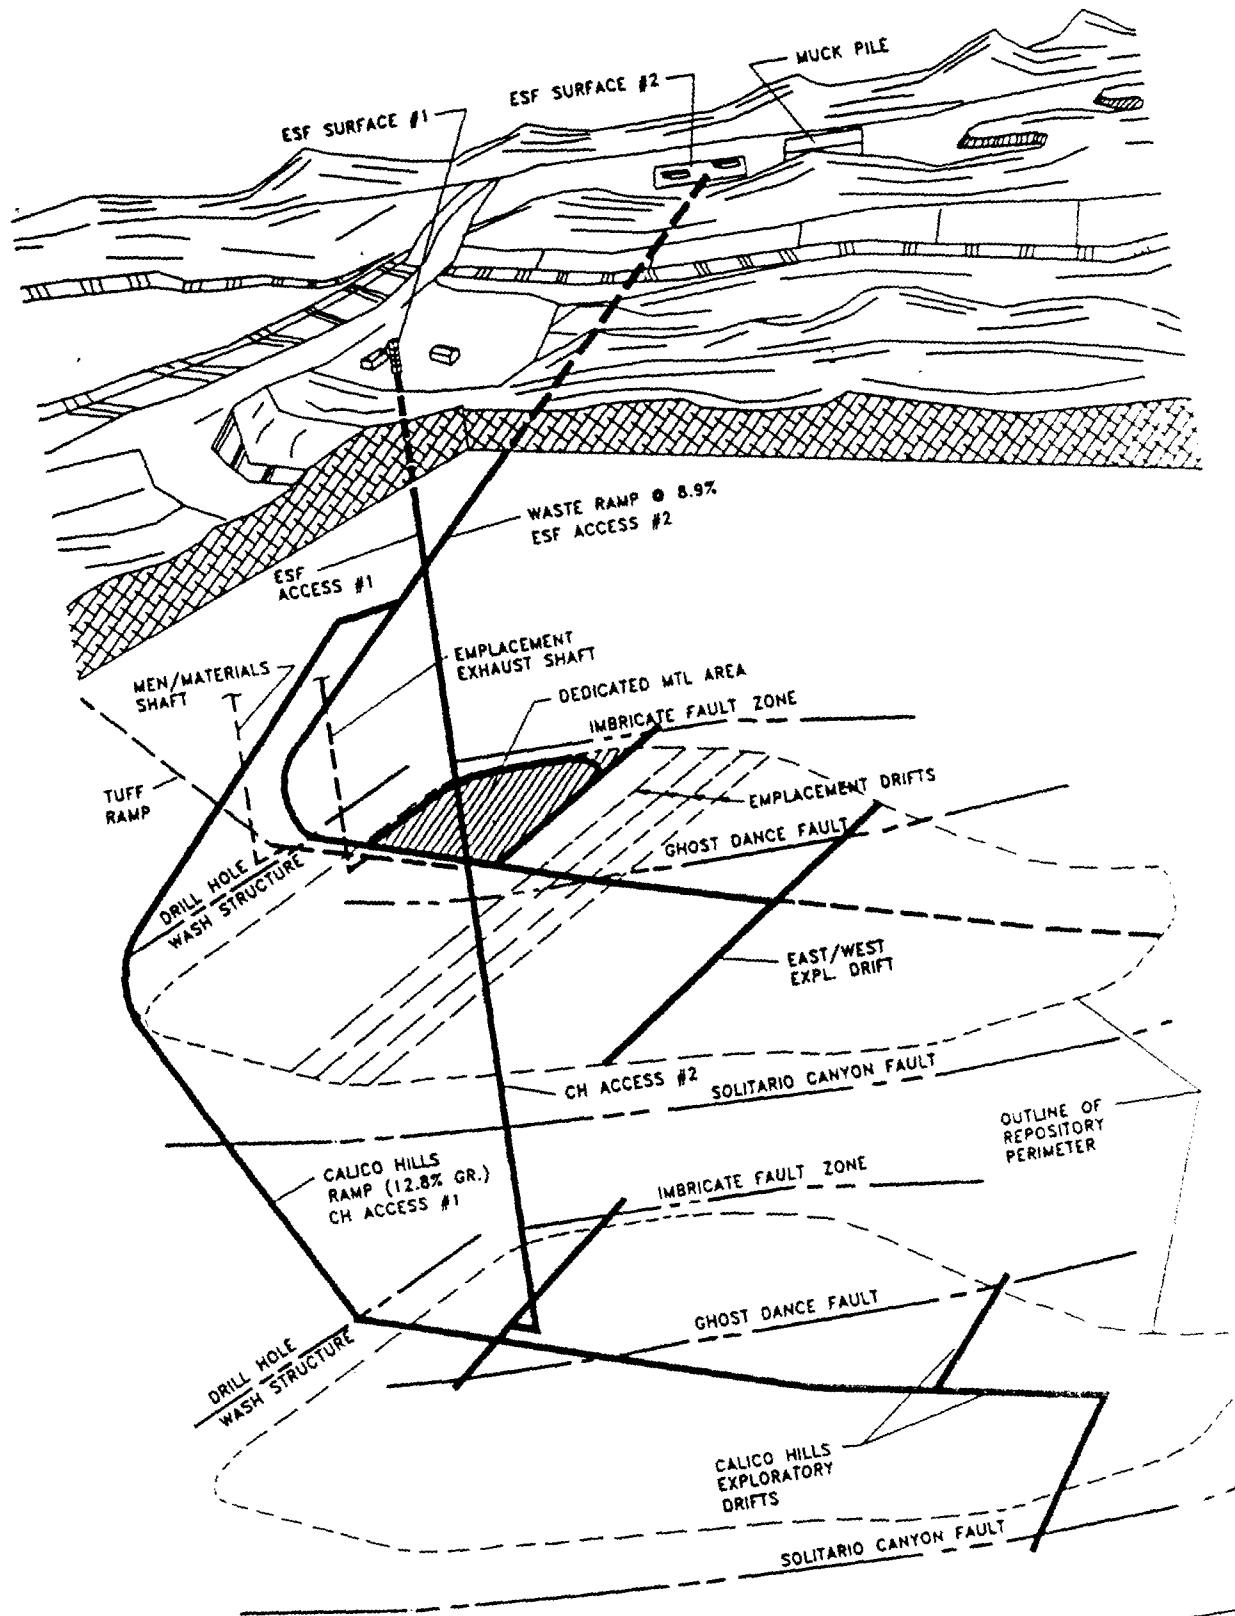 MUCK PILE
ESF SURFACE #2
ESF SURFACE #1
WASTE RAMP @ 8.9%
ESF ACCESS #2
ESF
ACCESS #1
EMPLACEMENT
EXHAUST SHAFT
MEN/MATERIALS
SHAFT
DEDICATED MTL AREA
IMBRICATE FAULT ZONE
TUFF
RAMP
EMPLACEMENT DRIFTS
GHOST DANCE FAULT
DRILL HOLE
WASH STRUCTURE
EAST/WEST
EXPL. DRIFT
CH ACCESS #2
SOLITARIO CANYON FAULT
OUTLINE OF
REPOSITORY
PERIMETER
CALICO HILLS
RAMP (12.8% GR.)
CH ACCESS #1
IMBRICATE FAULT ZONE
GHOST DANCE FAULT
DRILL HOLE
WASH STRUCTURE
CALICO HILLS
EXPLORATORY
DRIFTS
SOLITARIO CANYON FAULT